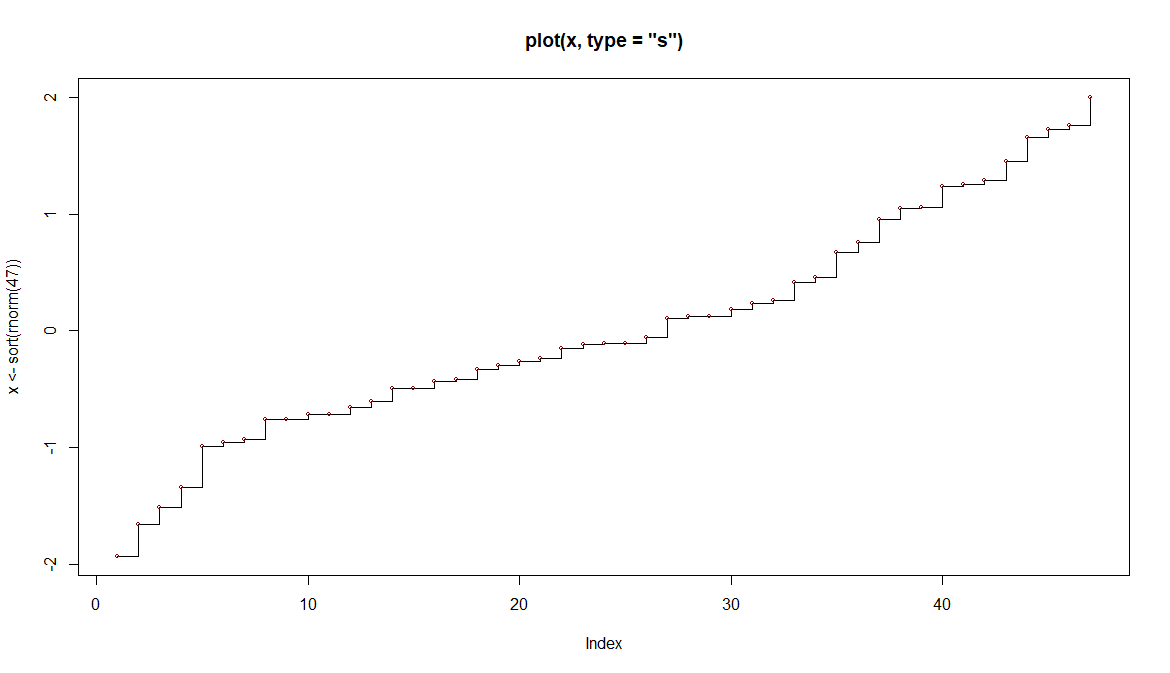 plot(x, type = "s")
x <- sort(rnorm(47))
2
1
0
-1
-2
0 10 20 30 40
Index